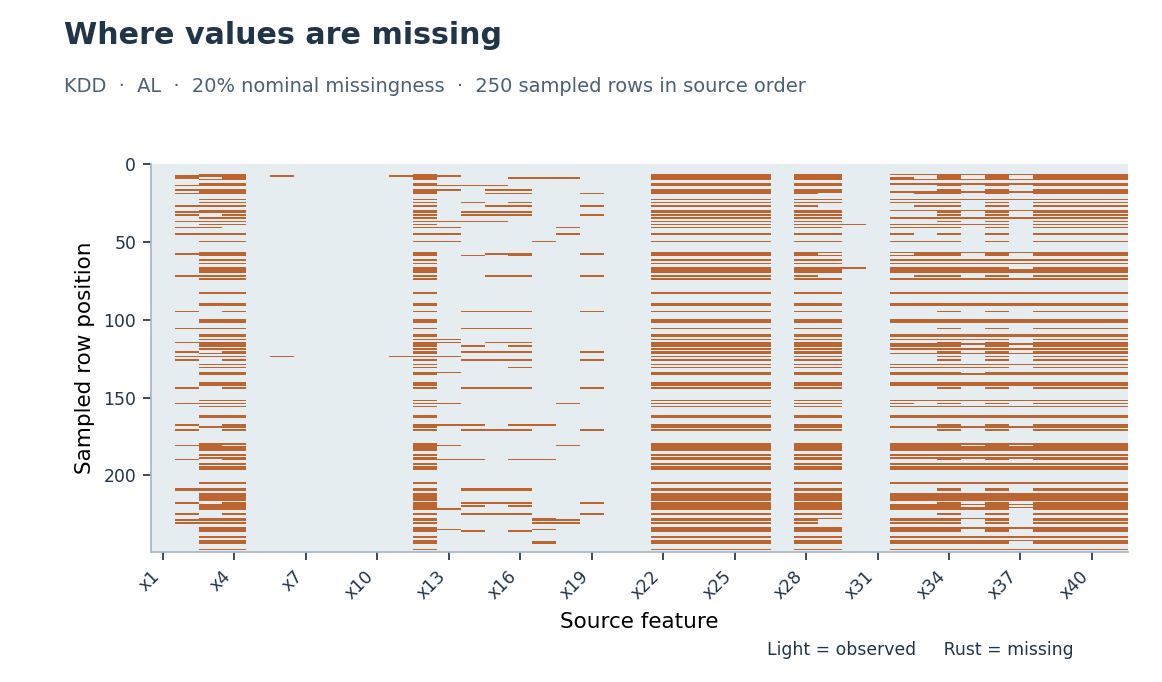 Where values are missing
KDD · AL · 20% nominal missingness · 250 sampled rows in source order
0
50
100
150
200
Sampled row position
x1 x4 x7 x10 x13 x16 x19 x22 x25 x28 x31 x34 x37 x40
Source feature
Light = observed Rust = missing